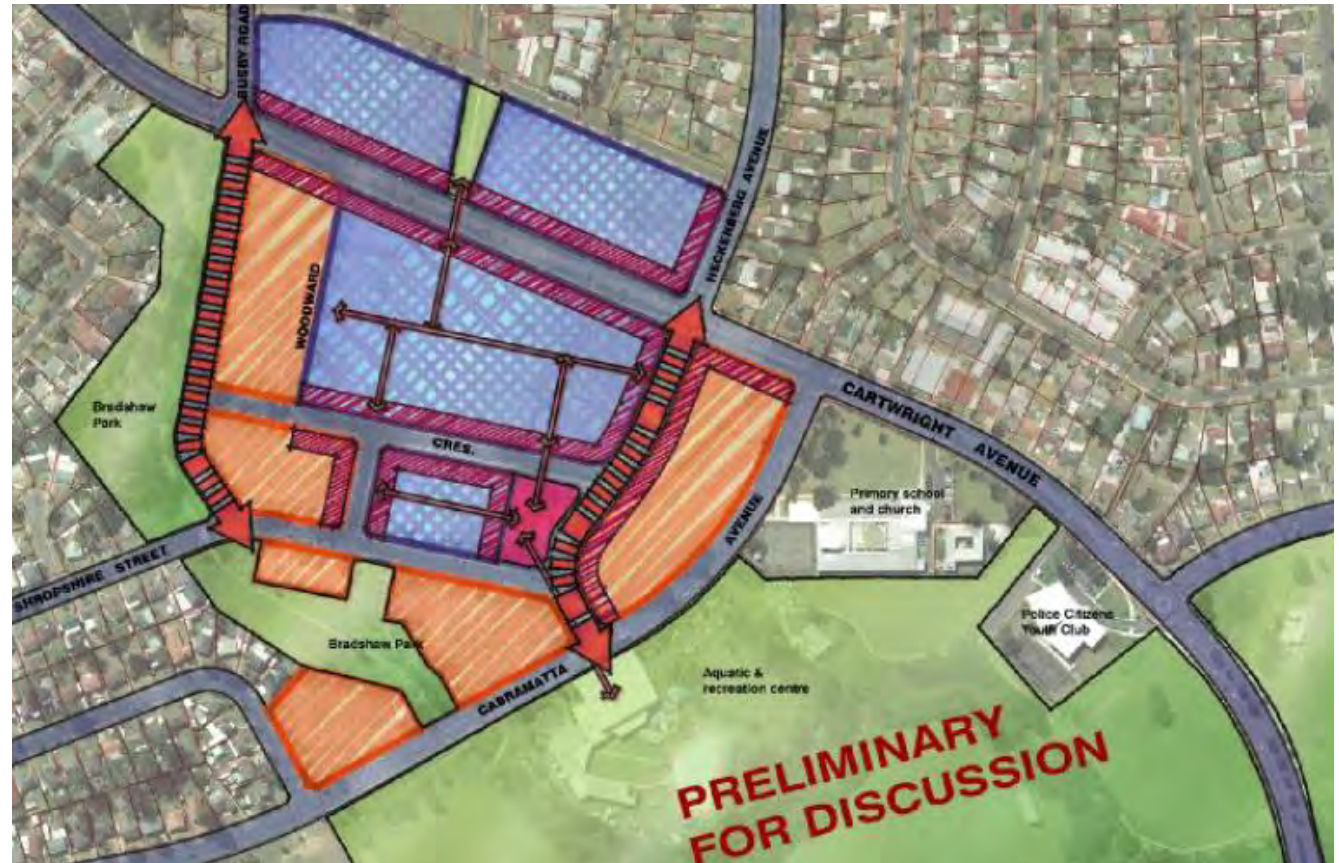 BUSBY ROAD
HECKENBERG AVENUE
WOODWARD
CRES.
CARTWRIGHT AVENUE
Bradshaw
Park
Primary school
and church
AVENUE
SHROPSHIRE STREET
Police Citizens
Youth Club
Bradshaw Park
Aquatic &
recreation centre
CABRAMATTA
PRELIMINARY
FOR DISCUSSION